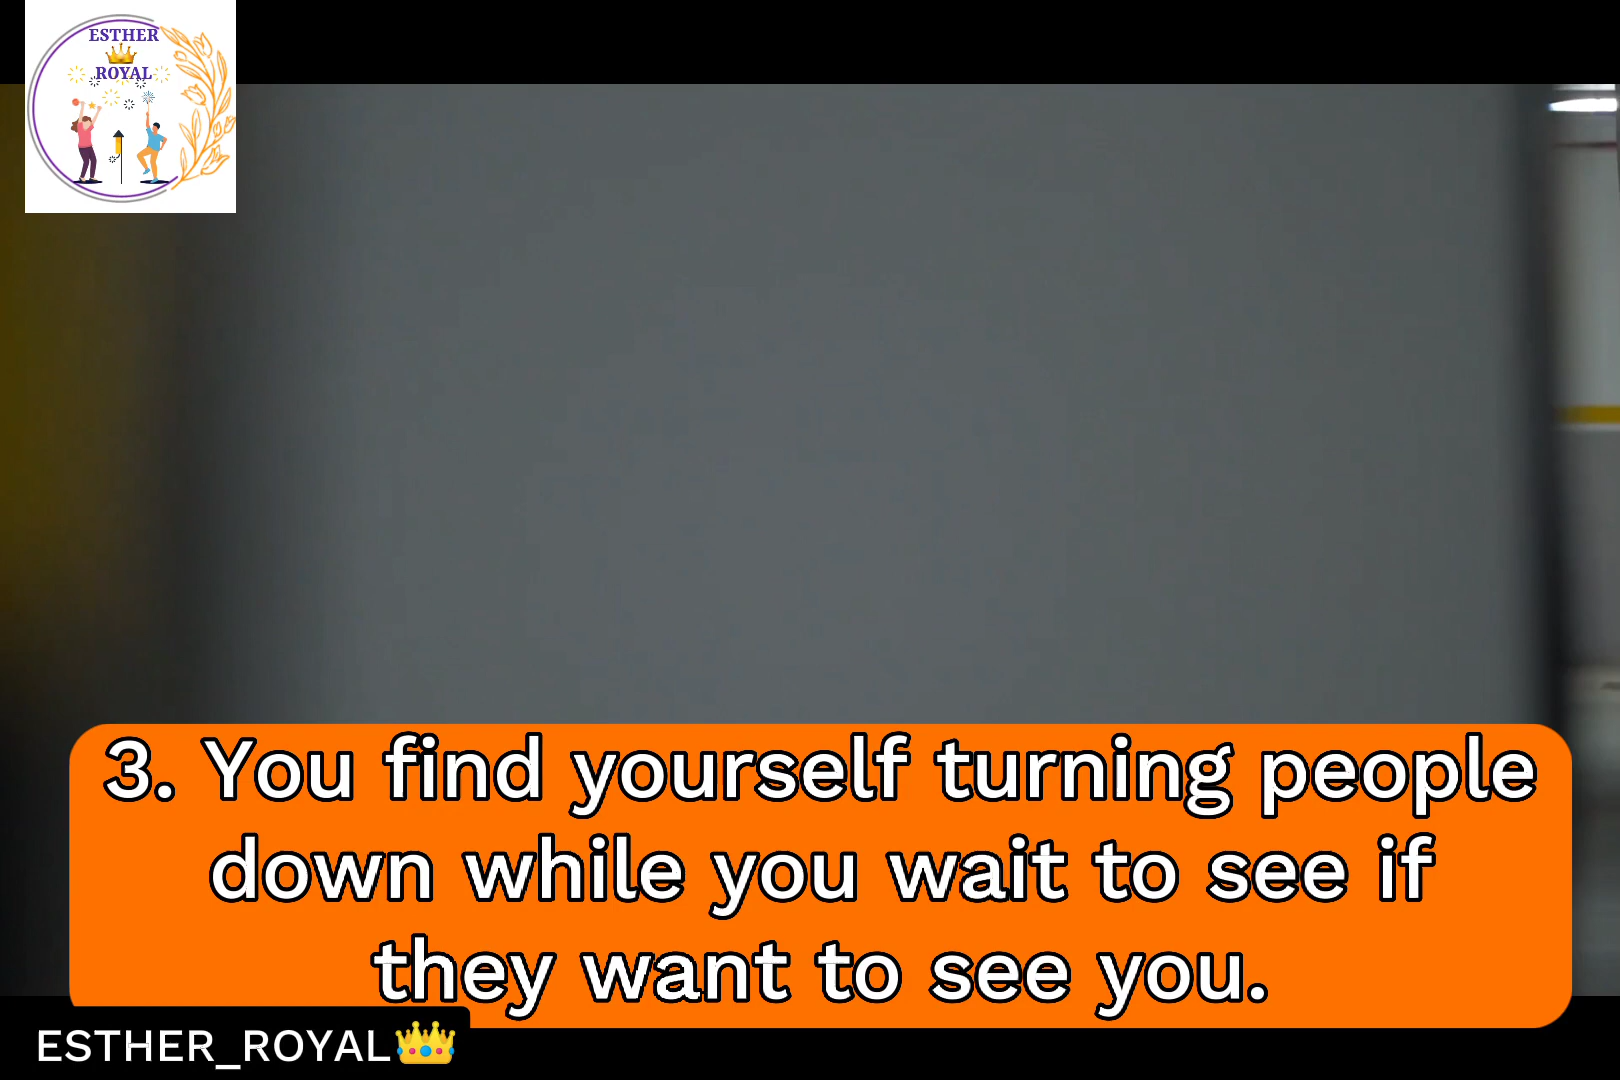 ESTHER
ROYAL
3. You find yourself turning people
down while you wait to see if
they want to see you.
ESTHER_ROYAL👑